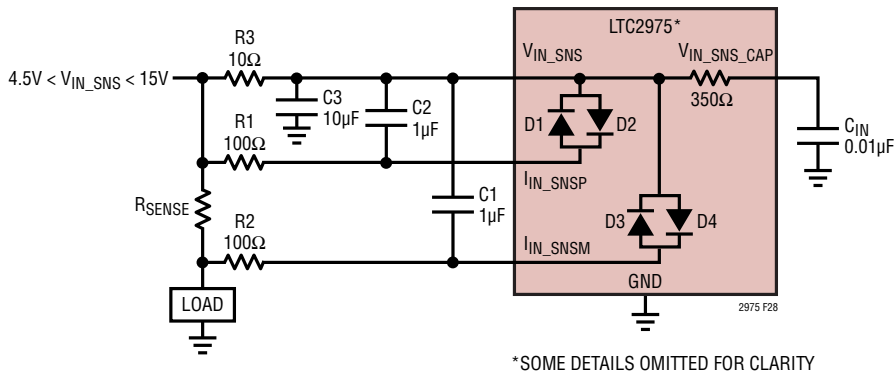 LTC2975*
R3
10Ω
V_IN_SNS
V_IN_SNS_CAP
4.5V < V_IN_SNS < 15V
350Ω
C3
10µF
C2
1µF
D1
D2
C_IN
0.01µF
R1
100Ω
I_IN_SNSP
R_SENSE
C1
1µF
D3
D4
R2
100Ω
I_IN_SNSM
GND
LOAD
2975 F28
*SOME DETAILS OMITTED FOR CLARITY